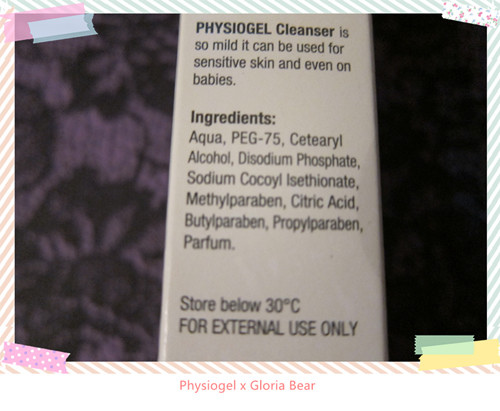 PHYSIOGEL Cleanser is
so mild it can be used for
sensitive skin and even on
babies.
Ingredients:
Aqua, PEG-75, Cetearyl
Alcohol, Disodium Phosphate,
Sodium Cocoyl Isethionate,
Methylparaben, Citric Acid,
Butylparaben, Propylparaben,
Parfum.
Store below 30°C
FOR EXTERNAL USE ONLY
Physiogel x Gloria Bear